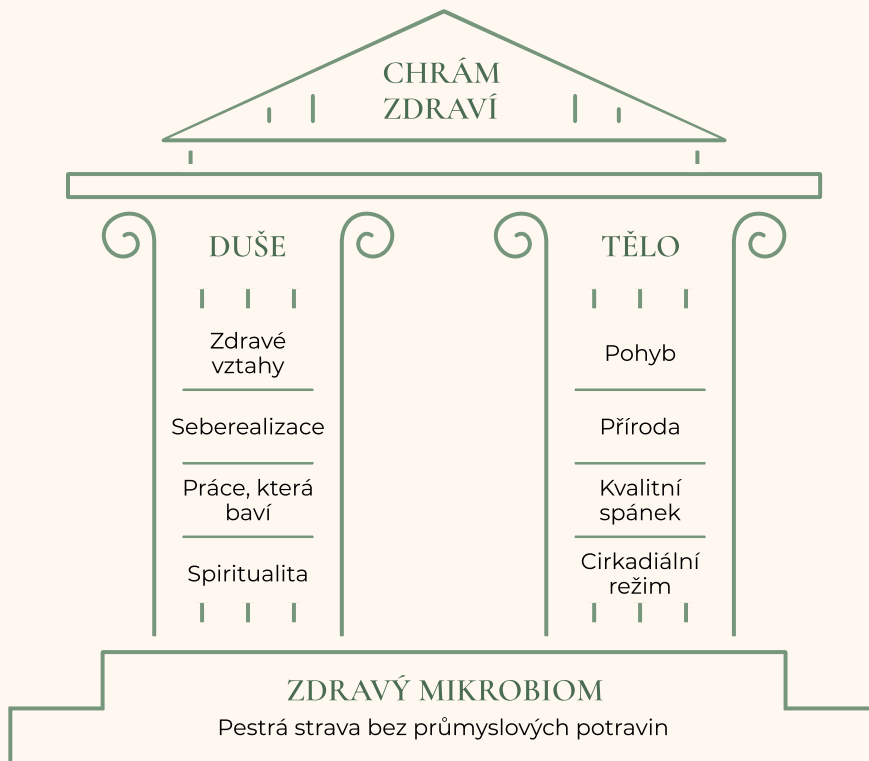 CHRÁM
ZDRAVÍ
DUŠE
Zdravé
vztahy
Seberealizace
Práce, která
baví
Spiritualita
TĚLO
Pohyb
Příroda
Kvalitní
spánek
Cirkadiální
režim
ZDRAVÝ MIKROBIOM
Pestrá strava bez průmyslových potravin